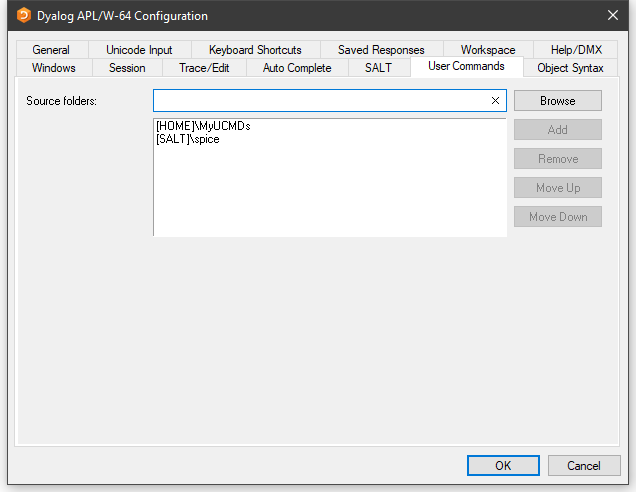 Dyalog APL/W-64 Configuration
General Unicode Input Keyboard Shortcuts Saved Responses Workspace Help/DMX
Windows Session Trace/Edit Auto Complete SALT User Commands Object Syntax
Source folders: Browse
[HOME]\MyUCMDs Add
[SALT]\spice
Remove
Move Up
Move Down
OK Cancel